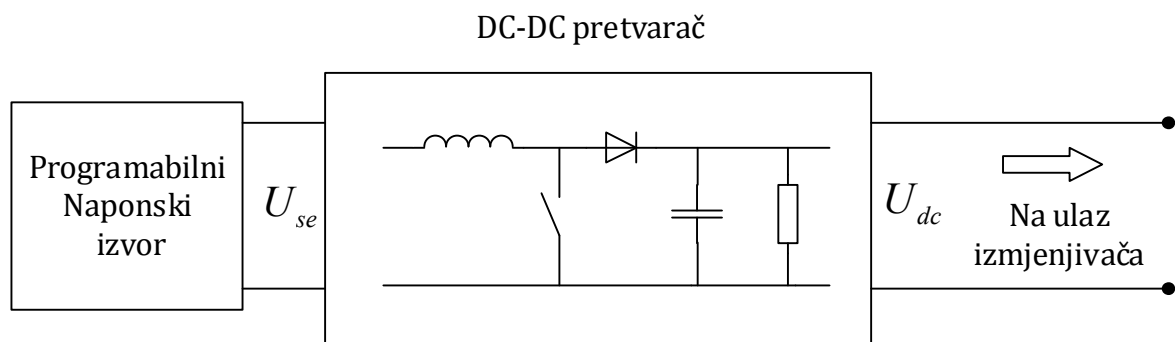 DC-DC pretvarač
Programabilni
Naponski
izvor
U_se
U_dc
Na ulaz
izmjenjivača